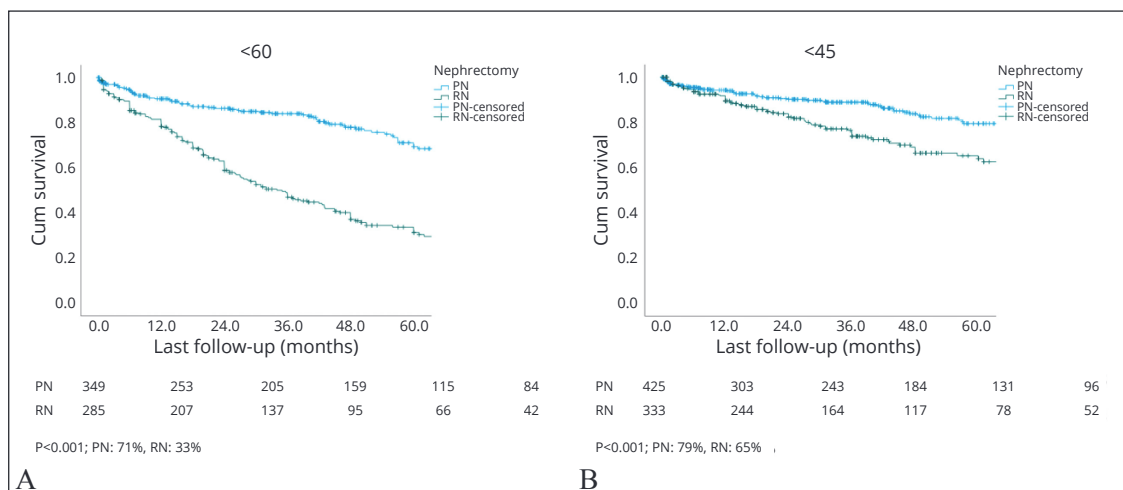 <60
Nephrectomy
PN
RN
PN-censored
RN-censored
Cum survival
1.0
0.8
0.6
0.4
0.2
0.0
0.0 12.0 24.0 36.0 48.0 60.0
Last follow-up (months)
PN 349 253 205 159 115 84
RN 285 207 137 95 66 42
P<0.001; PN: 71%, RN: 33%
A
<45
Nephrectomy
PN
RN
PN-censored
RN-censored
Cum survival
1.0
0.8
0.6
0.4
0.2
0.0
0.0 12.0 24.0 36.0 48.0 60.0
Last follow-up (months)
PN 425 303 243 184 131 96
RN 333 244 164 117 78 52
P<0.001; PN: 79%, RN: 65%
B